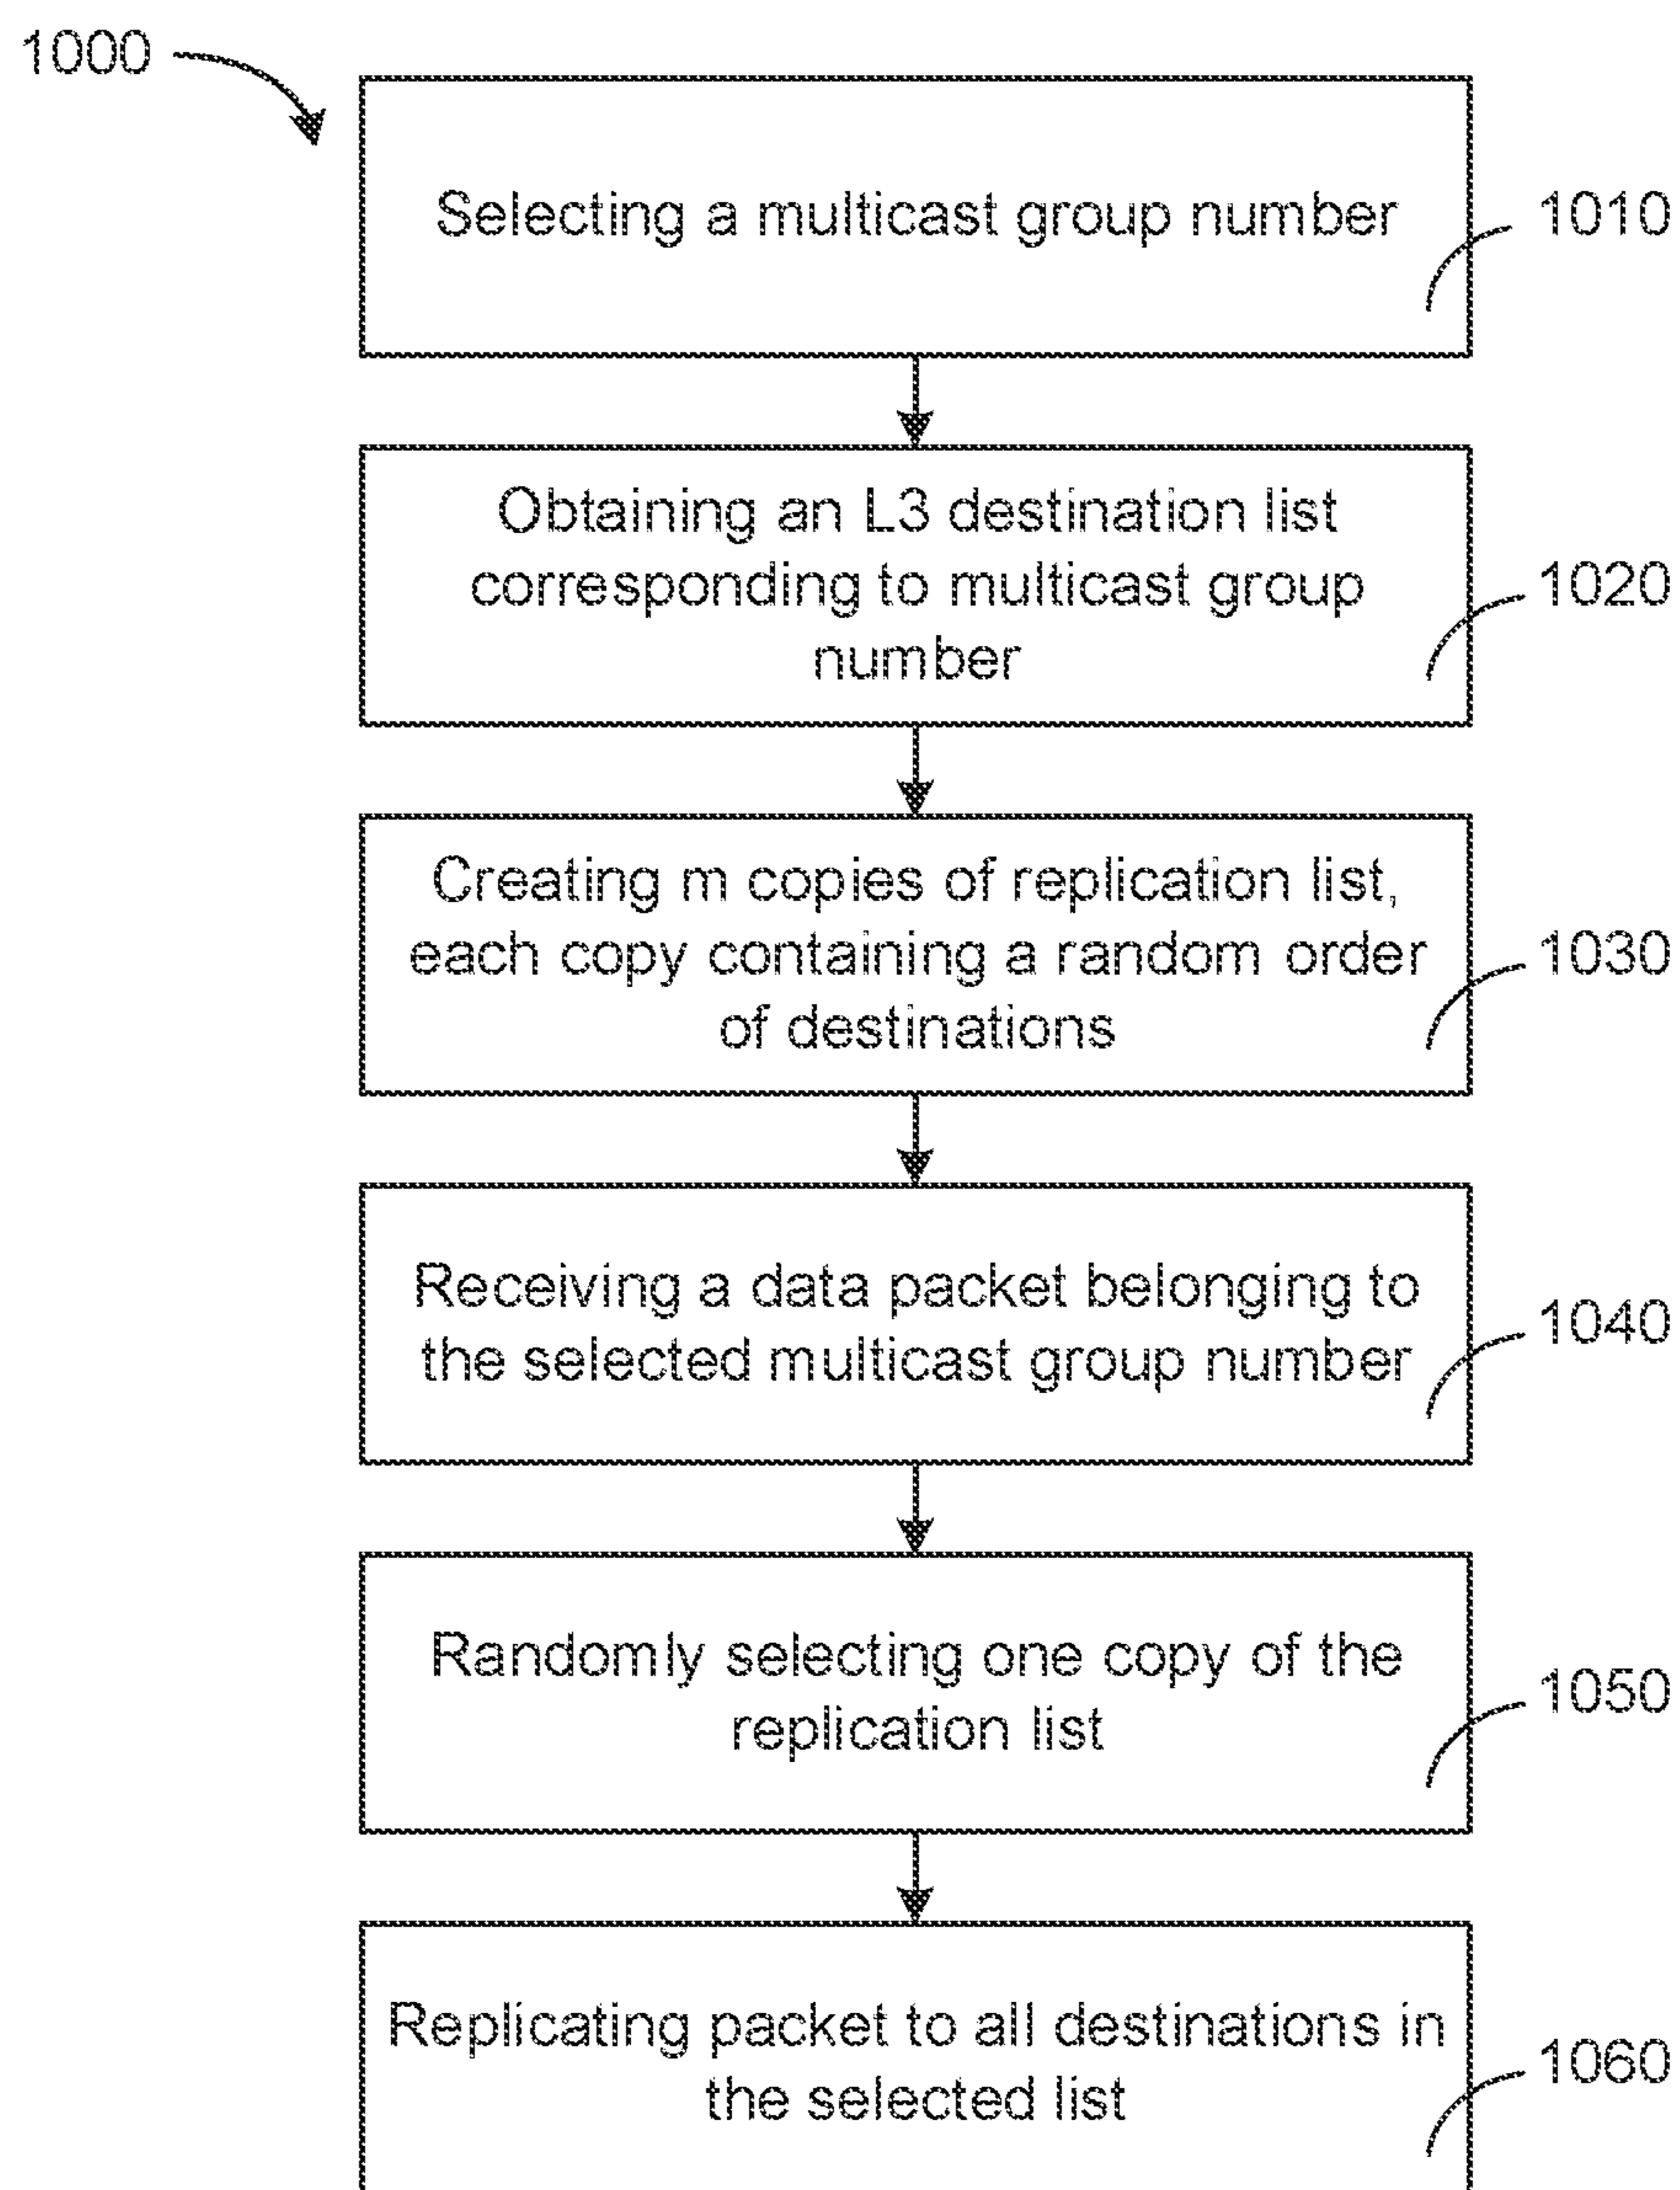 1000
Selecting a multicast group number
1010
Obtaining an L3 destination list
corresponding to multicast group
number
1020
Creating m copies of replication list,
each copy containing a random order
of destinations
1030
Receiving a data packet belonging to
the selected multicast group number
1040
Randomly selecting one copy of the
replication list
1050
Replicating packet to all destinations in
the selected list
1060